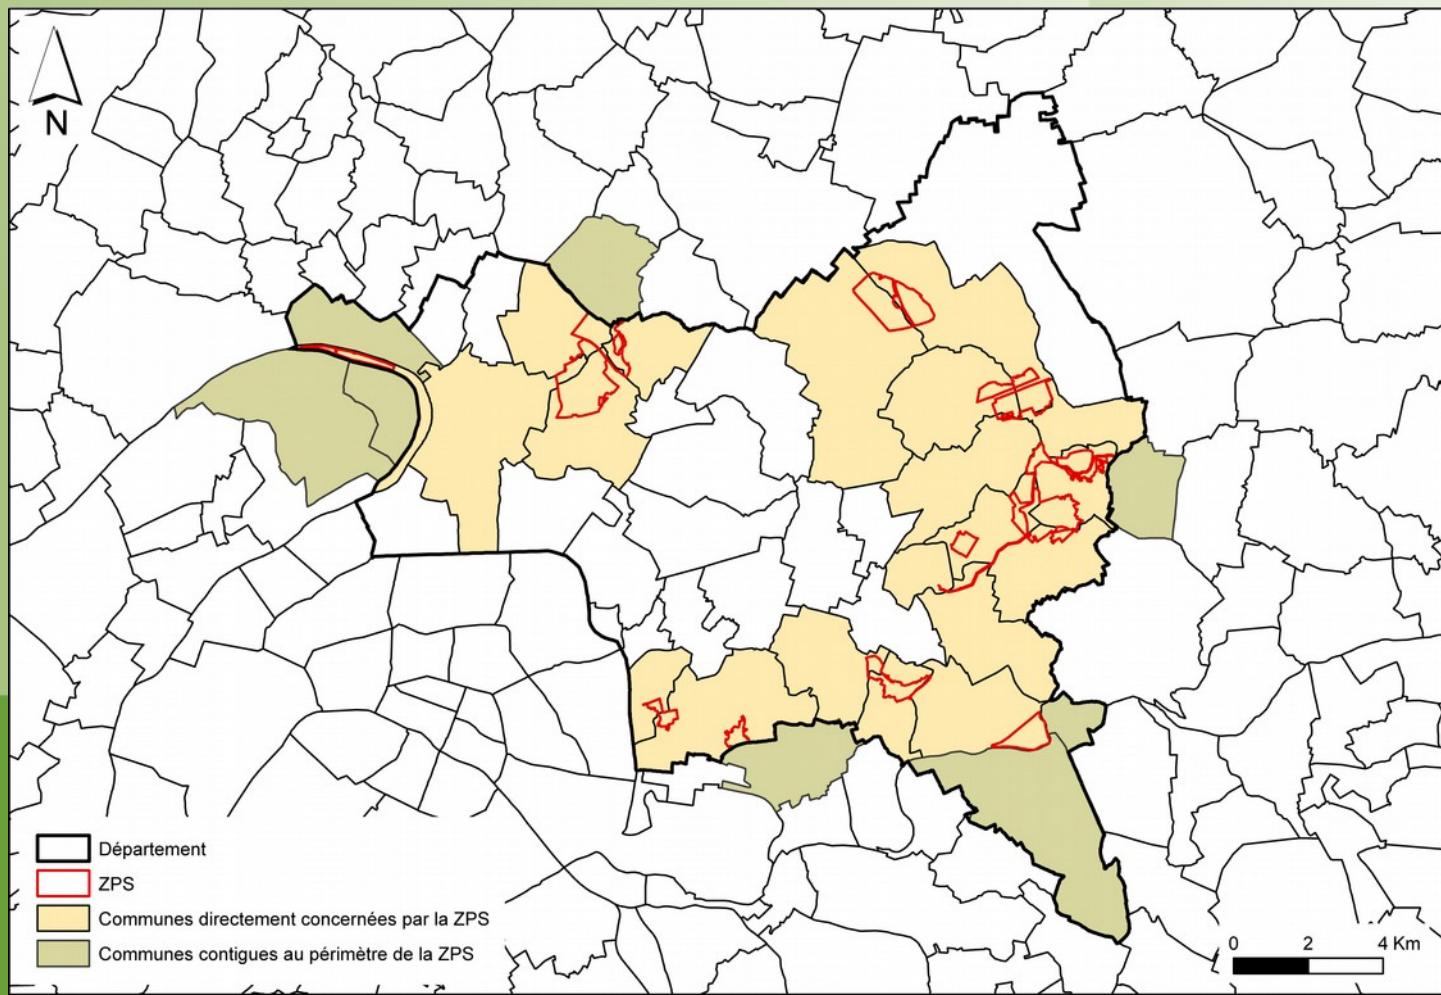 N
Département
ZPS
Communes directement concernées par la ZPS
Communes contigues au périmètre de la ZPS
0 2 4 Km